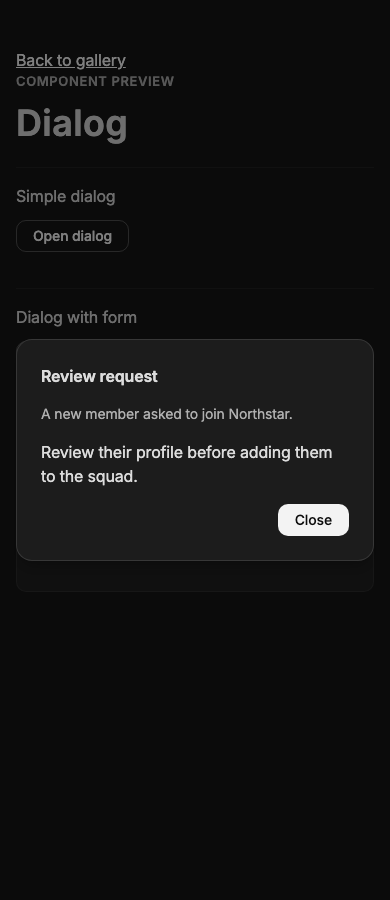 Back to gallery
COMPONENT PREVIEW
Dialog
Simple dialog
Open dialog
Dialog with form
Review request
A new member asked to join Northstar.
Review their profile before adding them
to the squad.
Close